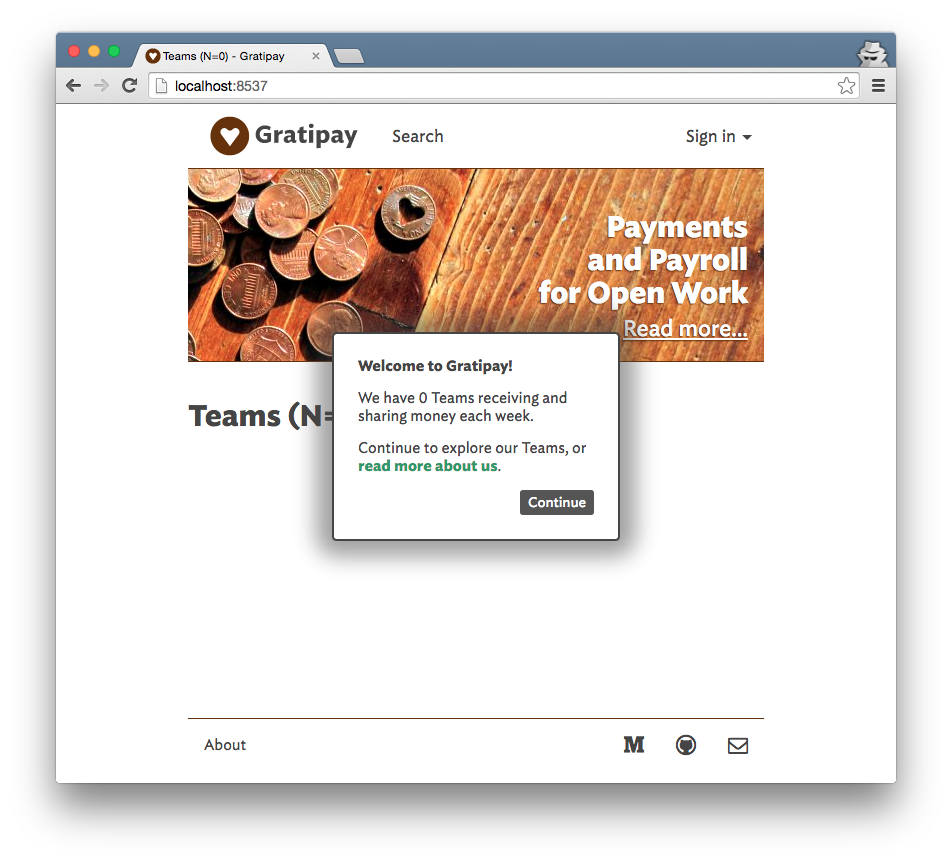 Teams (N=0) - Gratipay
localhost:8537
Gratipay
Search
Sign in
Payments
and Payroll
for Open Work
Read more...
Teams (N=
Welcome to Gratipay!
We have 0 Teams receiving and
sharing money each week.
Continue to explore our Teams, or
read more about us.
Continue
About
M